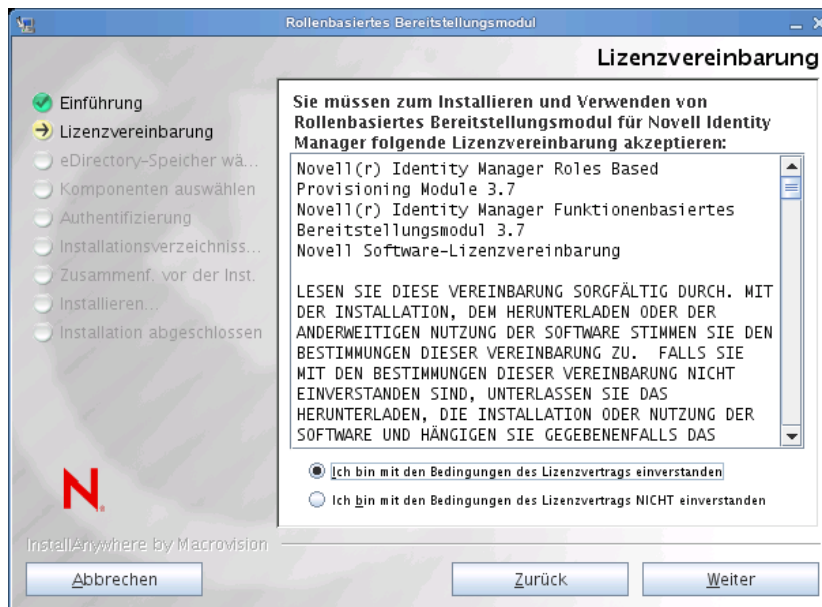 Rollenbasiertes Bereitstellungsmodul
Lizenzvereinbarung
Einführung
Lizenzvereinbarung
eDirectory-Speicher wä...
Komponenten auswählen
Authentifizierung
Installationsverzeichniss...
Zusammenf. vor der Inst.
Installieren...
Installation abgeschlossen
Sie müssen zum Installieren und Verwenden von
Rollenbasiertes Bereitstellungsmodul für Novell Identity
Manager folgende Lizenzvereinbarung akzeptieren:
Novell(r) Identity Manager Roles Based
Provisioning Module 3.7
Novell(r) Identity Manager Funktionenbasiertes
Bereitstellungsmodul 3.7
Novell Software-Lizenzvereinbarung
LESEN SIE DIESE VEREINBARUNG SORGFÄLTIG DURCH. MIT
DER INSTALLATION, DEM HERUNTERLADEN ODER DER
ANDERWEITIGEN NUTZUNG DER SOFTWARE STIMMEN SIE DEN
BESTIMMUNGEN DIESER VEREINBARUNG ZU.  FALLS SIE
MIT DEN BESTIMMUNGEN DIESER VEREINBARUNG NICHT
EINVERSTANDEN SIND, UNTERLASSEN SIE DAS
HERUNTERLADEN, DIE INSTALLATION ODER NUTZUNG DER
SOFTWARE UND HÄNGIGEN SIE GEGEBENENFALLS DAS
Ich bin mit den Bedingungen des Lizenzvertrags einverstanden
Ich bin mit den Bedingungen des Lizenzvertrags NICHT einverstanden
N
InstallAnywhere by Macrovision
Abbrechen
Zurück
Weiter